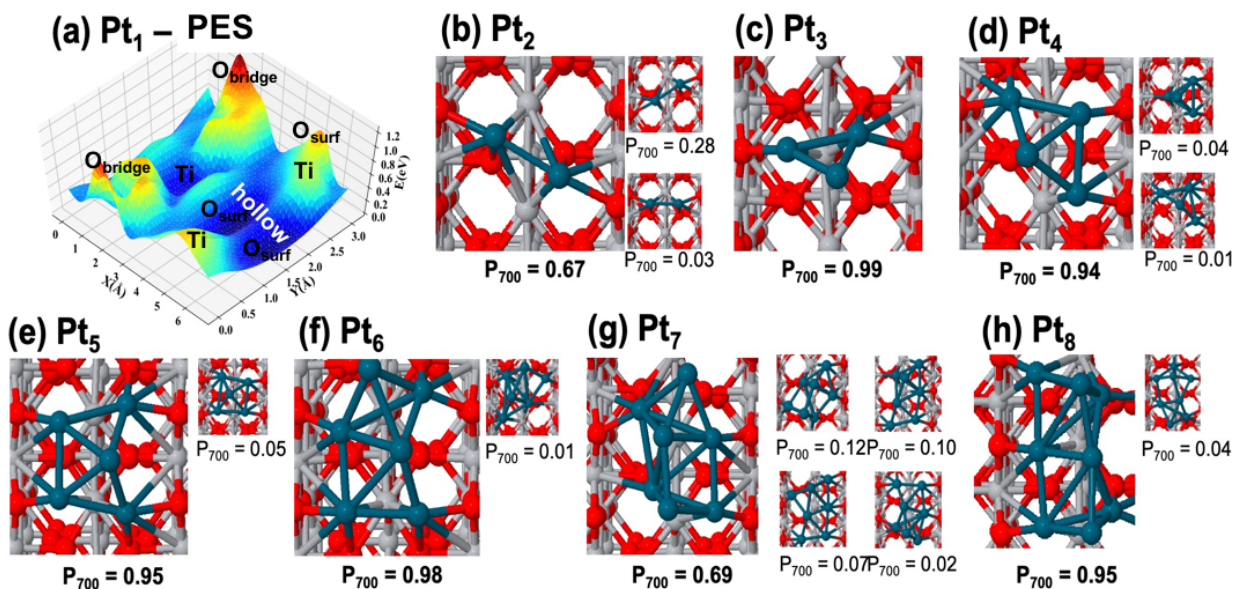 (a) Pt₁ – PES
O_bridge
O_surf
O_bridge
Ti
Ti
hollow
O_surf
Ti
O_surf
E(eV)
1.2
1.0
0.8
0.6
0.4
0.2
0.0
X(Å)
0
1
2
3
4
5
6
Y(Å)
0.0
0.5
1.0
1.5
2.0
2.5
3.0
(b) Pt₂
P₇₀₀ = 0.28
P₇₀₀ = 0.03
P₇₀₀ = 0.67
(c) Pt₃
P₇₀₀ = 0.99
(d) Pt₄
P₇₀₀ = 0.04
P₇₀₀ = 0.01
P₇₀₀ = 0.94
(e) Pt₅
P₇₀₀ = 0.05
P₇₀₀ = 0.95
(f) Pt₆
P₇₀₀ = 0.01
P₇₀₀ = 0.98
(g) Pt₇
P₇₀₀ = 0.12 P₇₀₀ = 0.10
P₇₀₀ = 0.07 P₇₀₀ = 0.02
P₇₀₀ = 0.69
(h) Pt₈
P₇₀₀ = 0.04
P₇₀₀ = 0.95